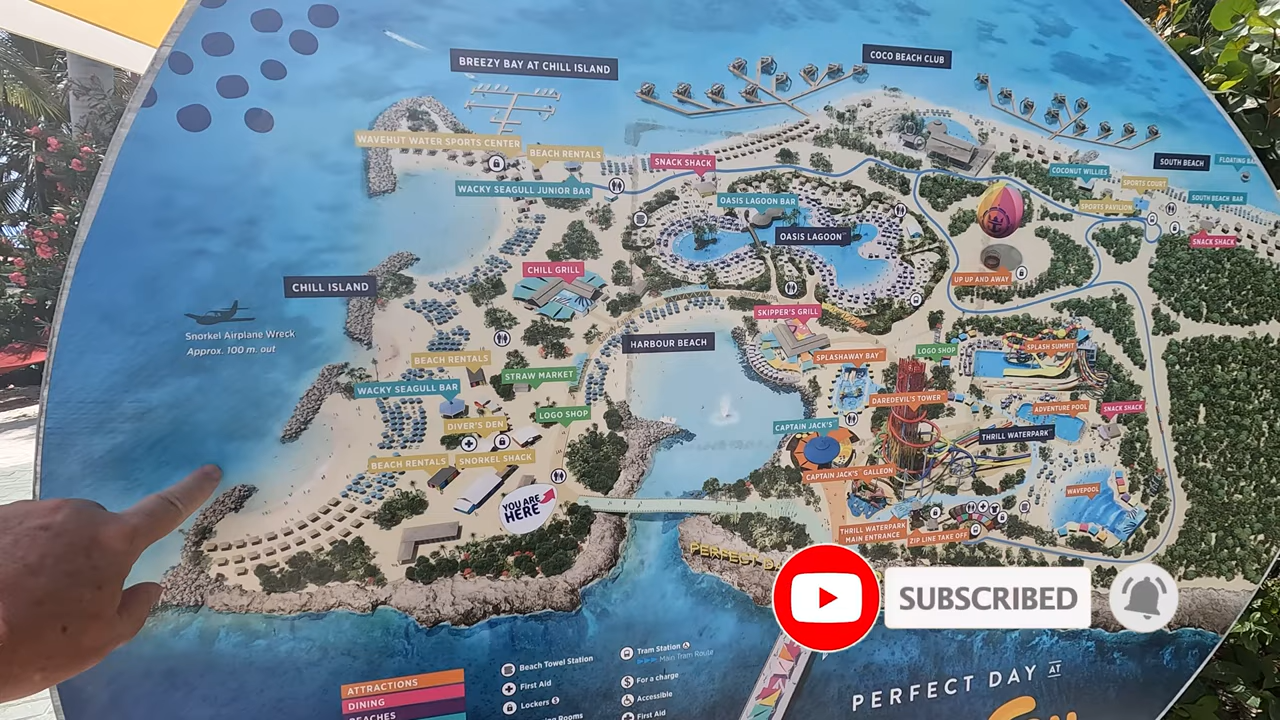 BREEZY BAY AT CHILL ISLAND
COCO BEACH CLUB
WAVEHUT WATER SPORTS CENTER
BEACH RENTALS
SNACK SHACK
SOUTH BEACH
COCONUT WILLIES
SPORTS COURT
WACKY SEAGULL JUNIOR BAR
OASIS LAGOON BAR
SPORTS PAVILION
SOUTH BEACH BAR
OASIS LAGOON
SNACK SHACK
CHILL GRILL
UP UP AND AWAY
CHILL ISLAND
Snorkel Airplane Wreck
Approx. 100 m. out
SKIPPER'S GRILL
HARBOUR BEACH
SPLASHAWAY BAY
LOGO SHOP
SPLASH SUMMIT
BEACH RENTALS
STRAW MARKET
WACKY SEAGULL BAR
DAREDEVIL'S TOWER
ADVENTURE POOL
SNACK SHACK
LOGO SHOP
DIVER'S DEN
CAPTAIN JACK'S
THRILL WATERPARK
BEACH RENTALS
SNORKEL SHACK
CAPTAIN JACK'S GALLEON
WAVEPOOL
YOU ARE
HERE
THRILL WATERPARK
MAIN ENTRANCE
ZIP LINE TAKE OFF
PERFECT
SUBSCRIBED
ATTRACTIONS
DINING
BEACHES
Beach Towel Station
First Aid
Lockers $
Tram Station
Main Tram Route
For a charge
Accessible
First Aid
PERFECT DAY AT